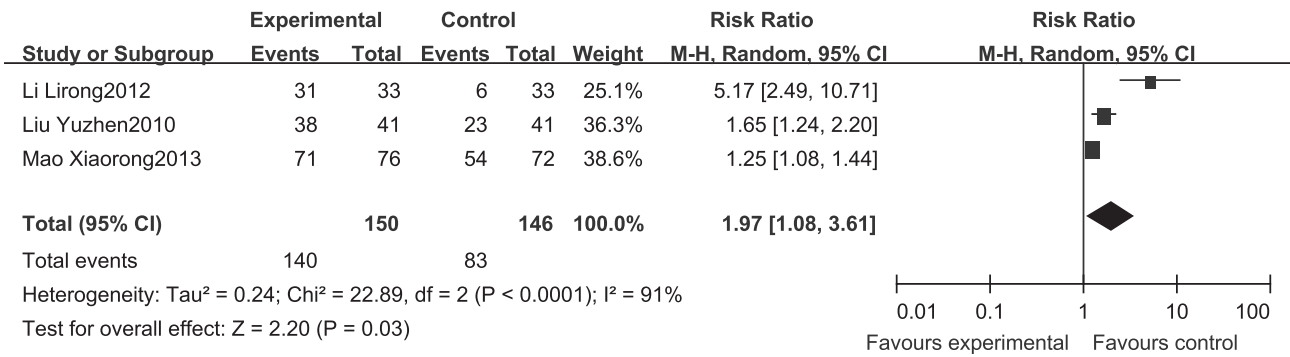 Experimental Control Risk Ratio Risk Ratio
Study or Subgroup Events Total Events Total Weight M-H, Random, 95% CI M-H, Random, 95% CI
Li Lirong2012 31 33 6 33 25.1% 5.17 [2.49, 10.71]
Liu Yuzhen2010 38 41 23 41 36.3% 1.65 [1.24, 2.20]
Mao Xiaorong2013 71 76 54 72 38.6% 1.25 [1.08, 1.44]
Total (95% CI) 150 146 100.0% 1.97 [1.08, 3.61]
Total events 140 83
Heterogeneity: Tau² = 0.24; Chi² = 22.89, df = 2 (P < 0.0001); I² = 91%
Test for overall effect: Z = 2.20 (P = 0.03)
0.01 0.1 1 10 100
Favours experimental Favours control